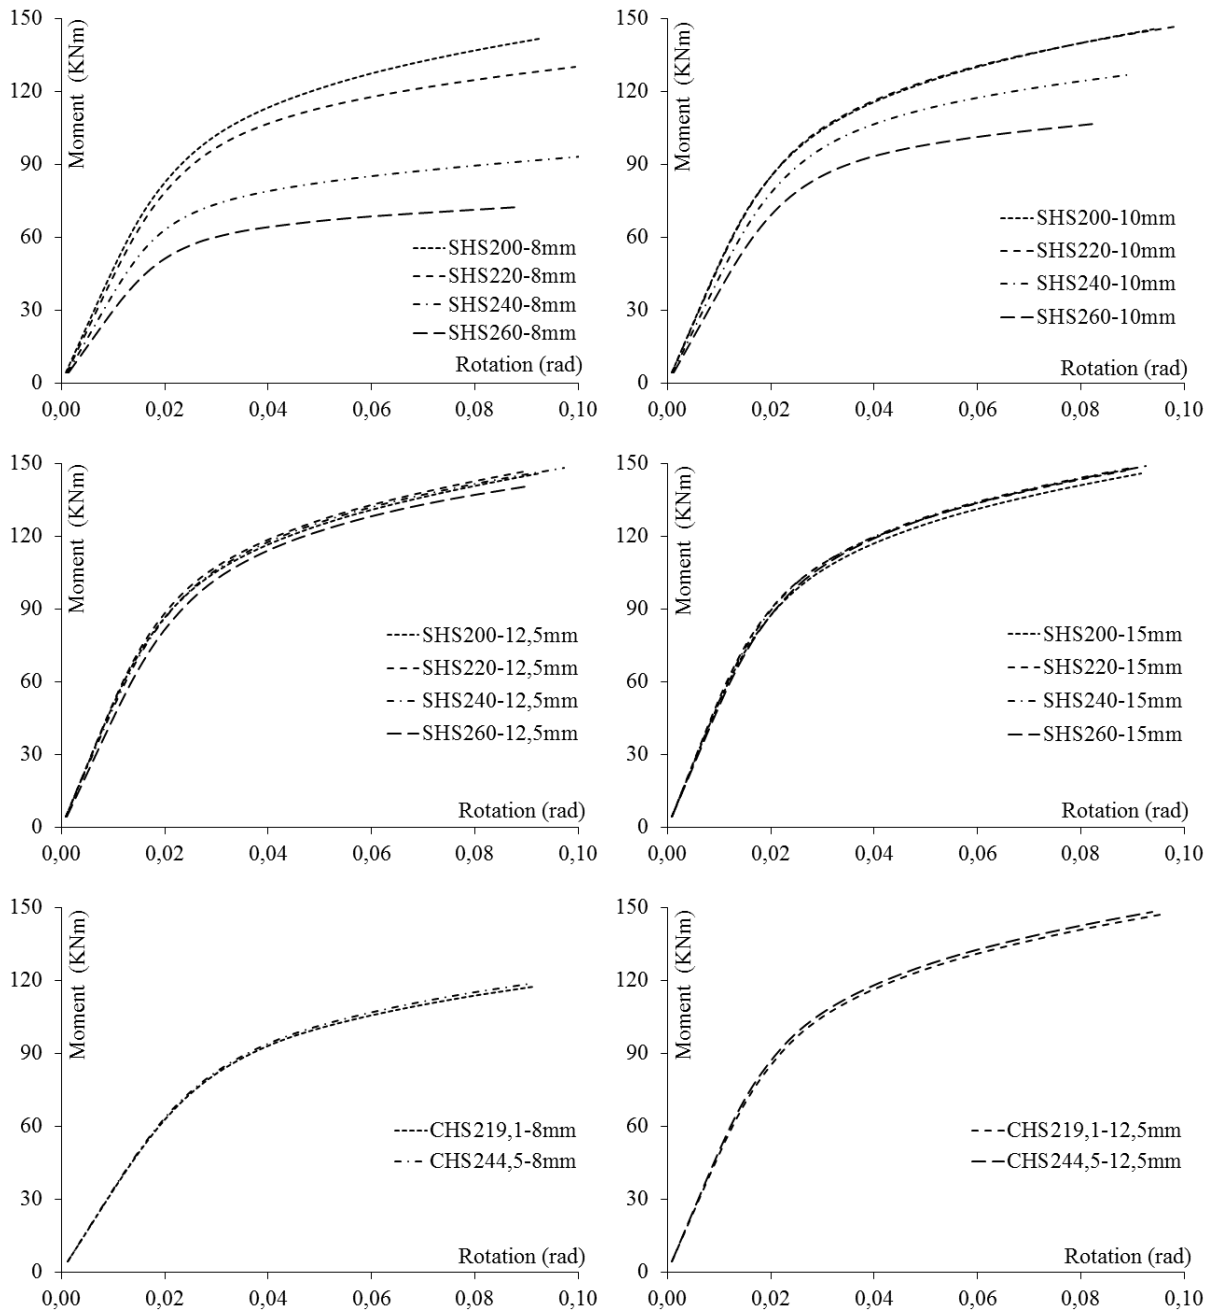 150
120
90
60
30
0
Moment (KNm)
SHS200-8mm
SHS220-8mm
SHS240-8mm
SHS260-8mm
Rotation (rad)
0,00 0,02 0,04 0,06 0,08 0,10
150
120
90
60
30
0
Moment (KNm)
SHS200-10mm
SHS220-10mm
SHS240-10mm
SHS260-10mm
Rotation (rad)
0,00 0,02 0,04 0,06 0,08 0,10
150
120
90
60
30
0
Moment (KNm)
SHS200-12,5mm
SHS220-12,5mm
SHS240-12,5mm
SHS260-12,5mm
Rotation (rad)
0,00 0,02 0,04 0,06 0,08 0,10
150
120
90
60
30
0
Moment (KNm)
SHS200-15mm
SHS220-15mm
SHS240-15mm
SHS260-15mm
Rotation (rad)
0,00 0,02 0,04 0,06 0,08 0,10
150
120
90
60
30
0
Moment (KNm)
CHS219,1-8mm
CHS244,5-8mm
Rotation (rad)
0,00 0,02 0,04 0,06 0,08 0,10
150
120
90
60
30
0
Moment (KNm)
CHS219,1-12,5mm
CHS244,5-12,5mm
Rotation (rad)
0,00 0,02 0,04 0,06 0,08 0,10